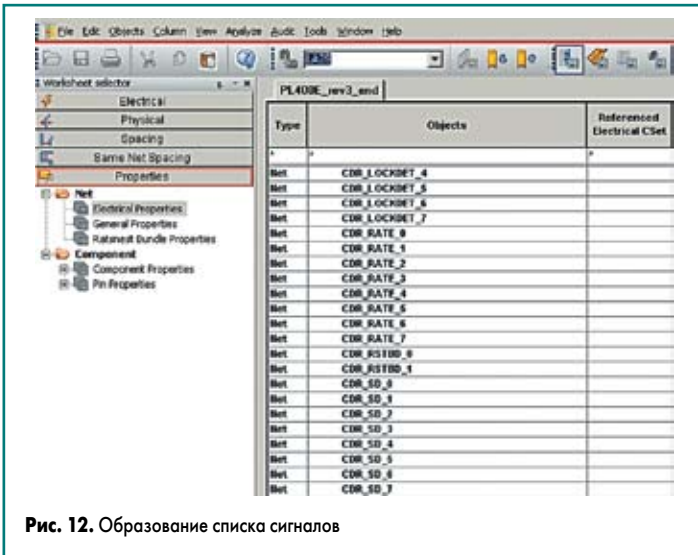 File Edit Objects Column View Analyze Audit Tools Window Help
Worksheet selector
Electrical
Physical
Spacing
Same Net Spacing
Properties
Net
Electrical Properties
General Properties
Ratsnest Bundle Properties
Component
Component Properties
Pin Properties
PL400E_rev3_end
Type Objects Referenced Electrical CSet
* * *
Net CDR_LOCKDET_4
Net CDR_LOCKDET_5
Net CDR_LOCKDET_6
Net CDR_LOCKDET_7
Net CDR_RATE_0
Net CDR_RATE_1
Net CDR_RATE_2
Net CDR_RATE_3
Net CDR_RATE_4
Net CDR_RATE_5
Net CDR_RATE_6
Net CDR_RATE_7
Net CDR_RSTBD_0
Net CDR_RSTBD_1
Net CDR_SD_0
Net CDR_SD_1
Net CDR_SD_2
Net CDR_SD_3
Net CDR_SD_4
Net CDR_SD_5
Net CDR_SD_6
Net CDR_SD_7
Рис. 12. Образование списка сигналов